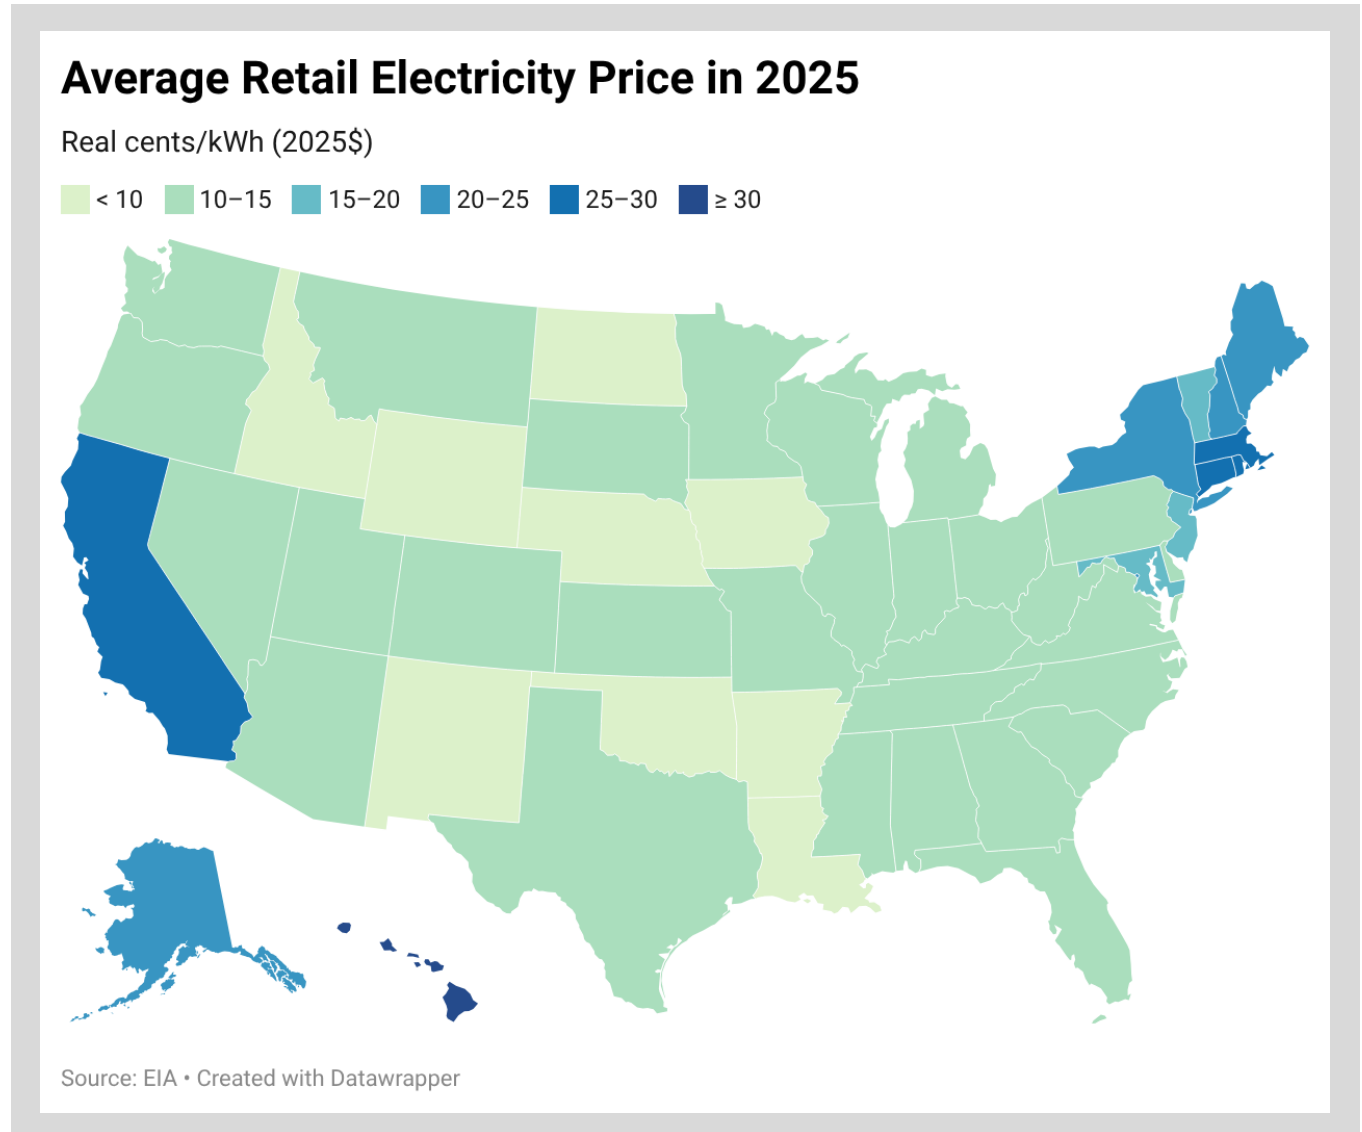 Average Retail Electricity Price in 2025
Real cents/kWh (2025$)
< 10 10–15 15–20 20–25 25–30 ≥ 30
Source: EIA • Created with Datawrapper